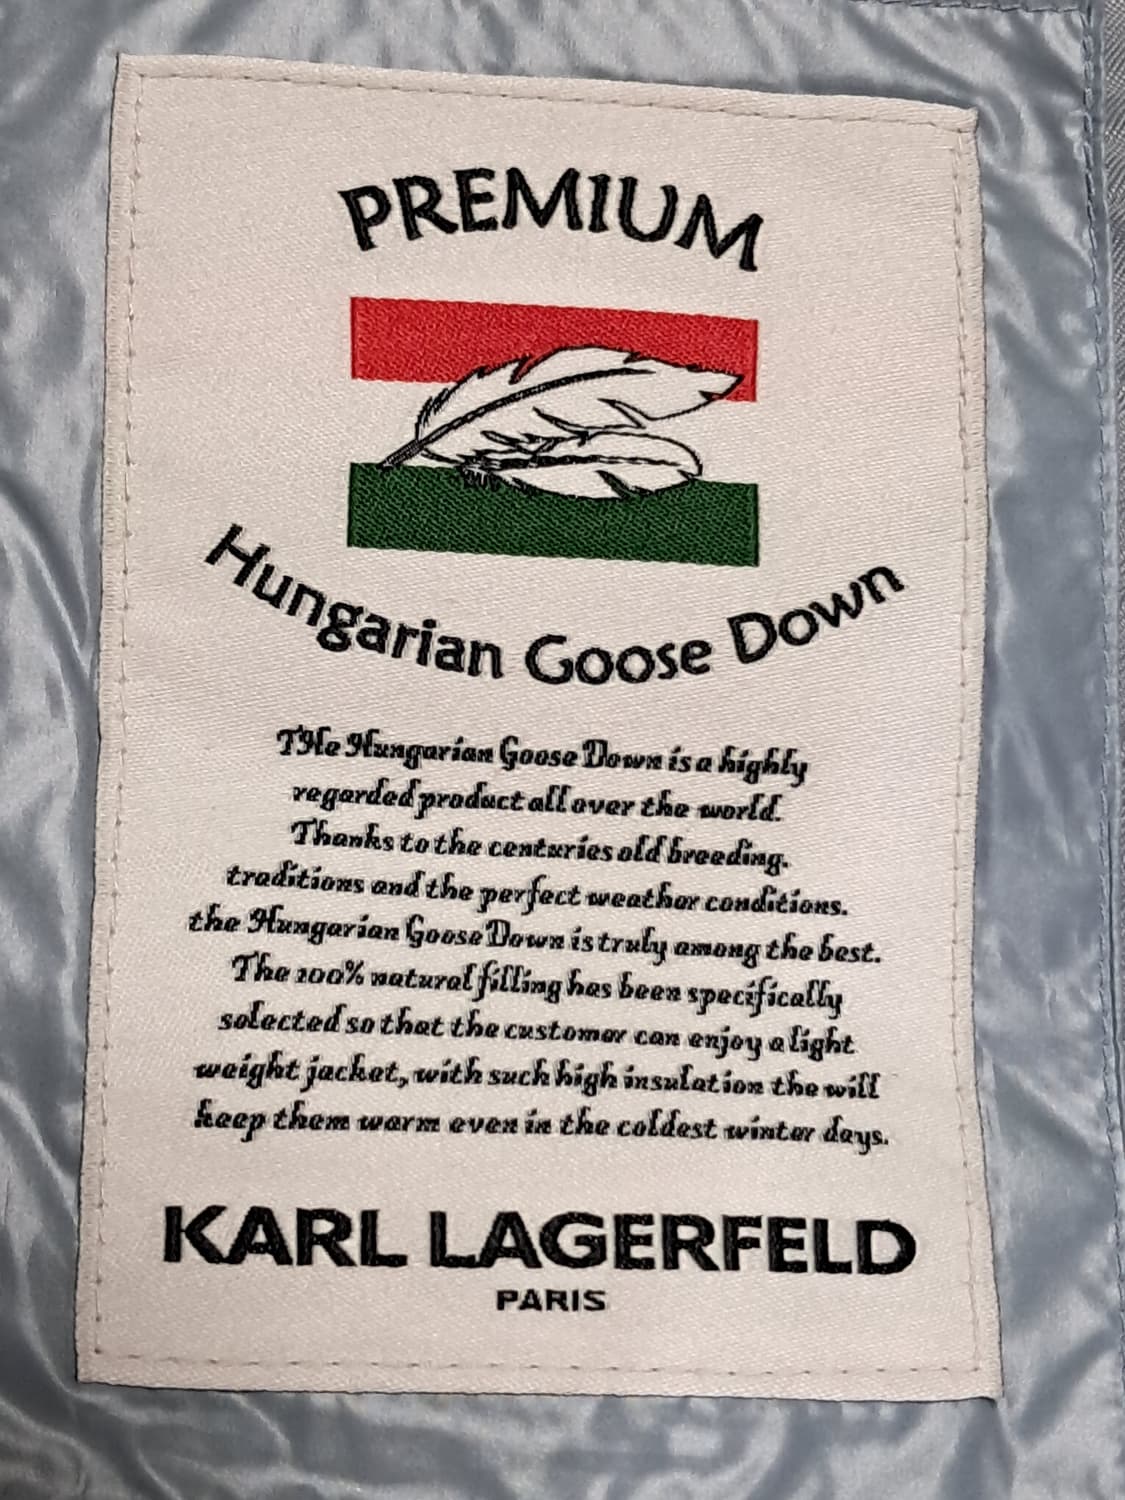 PREMIUM
Hungarian Goose Down
THe Hungarian Goose Down is a highly
regarded product all over the world.
Thanks to the centuries old breeding.
traditions and the perfect weather conditions.
the Hungarian Goose Down is truly among the best.
The 100% natural filling has been specifically
selected so that the customer can enjoy a light
weight jacket, with such high insulation the will
keep them warm even in the coldest winter days.
KARL LAGERFELD
PARIS